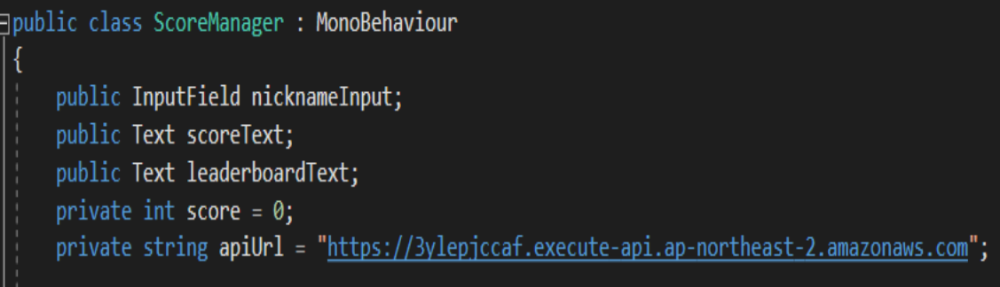 public class ScoreManager : MonoBehaviour
{
public InputField nicknameInput;
public Text scoreText;
public Text leaderboardText;
private int score = 0;
private string apiUrl = "https://3ylepjccaf.execute-api.ap-northeast-2.amazonaws.com";